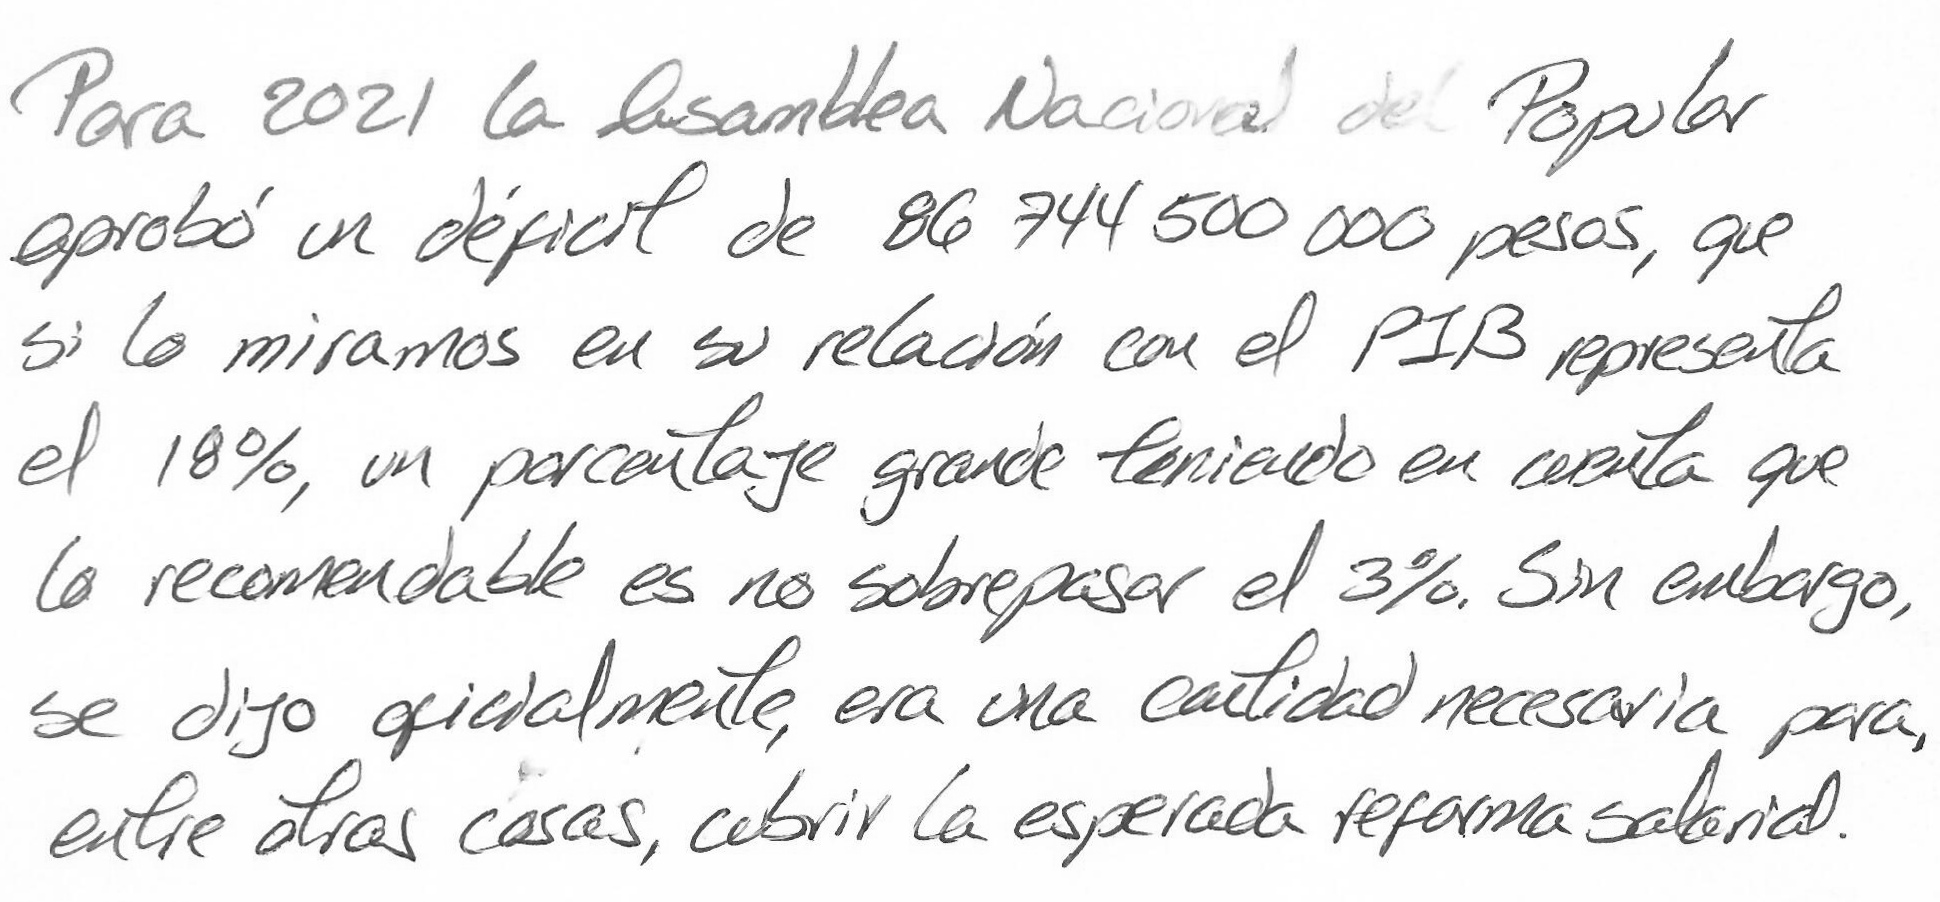 Para 2021 la Asamblea Nacional del Popular
aprobó un déficit de 86 744 500 000 pesos, que
si lo miramos en su relación con el PIB representa
el 18%, un porcentaje grande teniendo en cuenta que
lo recomendable es no sobrepasar el 3%. Sin embargo,
se dijo oficialmente, era una cantidad necesaria para,
entre otras cosas, cubrir la esperada reforma salarial.